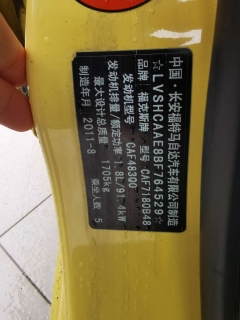 中国·长安福特马自达汽车有限公司制造
☆LVSHCAAE8BF764529☆
品牌 福克斯牌 型号 CAF7180B48
发动机型号 CAF483Q0
发动机排量/额定功率 1.8L/91.4kW
最大设计总质量 1705kg
制造年月 2011-8 乘坐人数 5